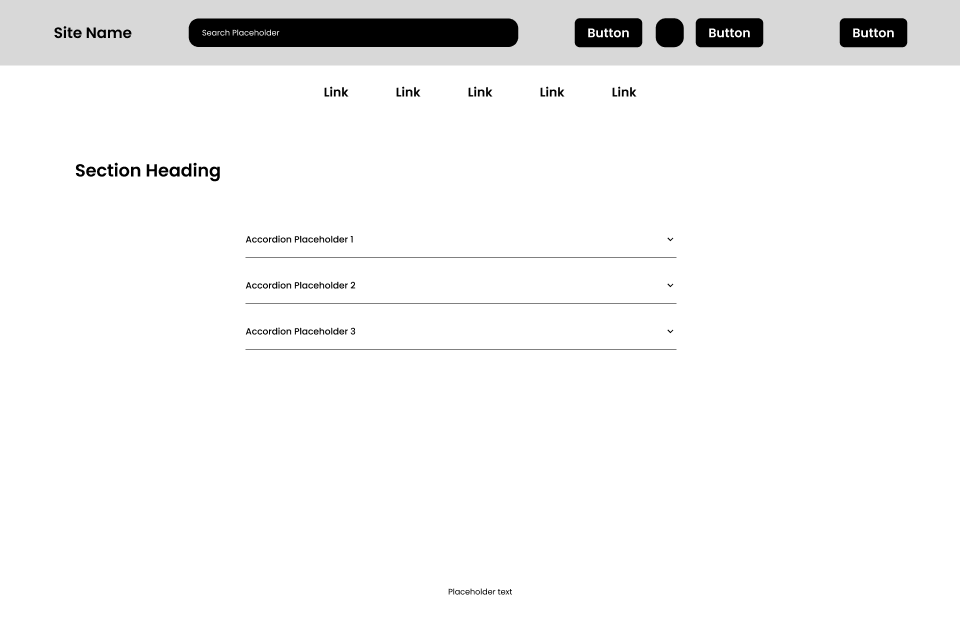 Site Name
Search Placeholder
Button
Button
Button
Link Link Link Link Link
Section Heading
Accordion Placeholder 1
Accordion Placeholder 2
Accordion Placeholder 3
Placeholder text